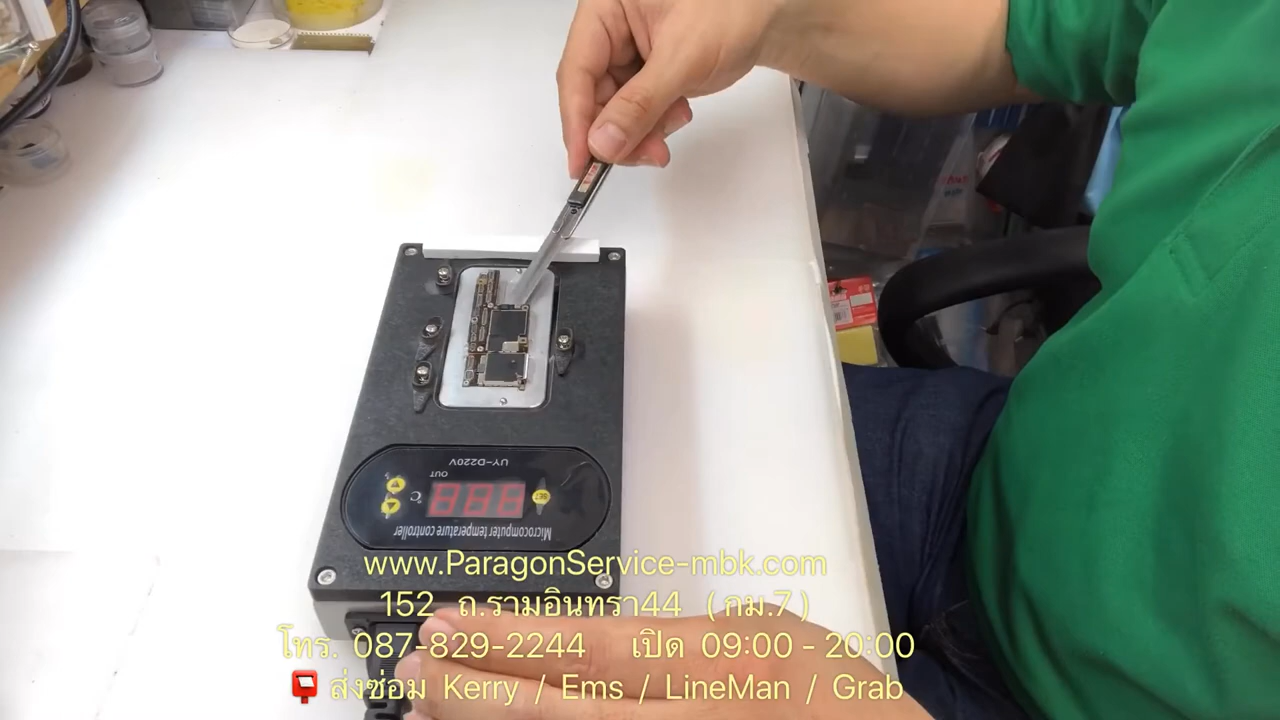 UY-D220V
OUT
°C
SET
Microcomputer temperature controller
www.ParagonService-mbk.com
152 ถ.รามอินทรา44 (กม.7)
โทร. 087-829-2244 เปิด 09:00 - 20:00
ส่งซ่อม Kerry / Ems / LineMan / Grab